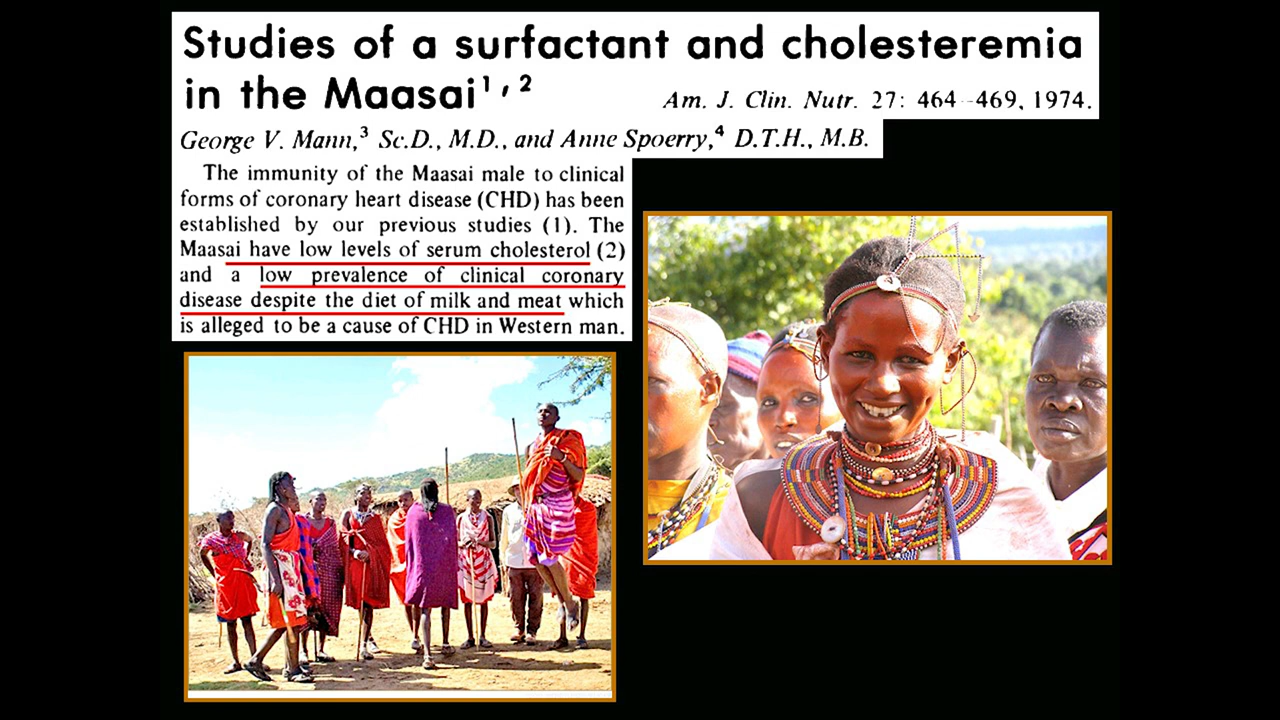 Studies of a surfactant and cholesteremia
in the Maasai¹,²
Am. J. Clin. Nutr. 27: 464–469, 1974.
George V. Mann,³ Sc.D., M.D., and Anne Spoerry,⁴ D.T.H., M.B.
The immunity of the Maasai male to clinical
forms of coronary heart disease (CHD) has been
established by our previous studies (1). The
Maasai have low levels of serum cholesterol (2)
and a low prevalence of clinical coronary
disease despite the diet of milk and meat which
is alleged to be a cause of CHD in Western man.